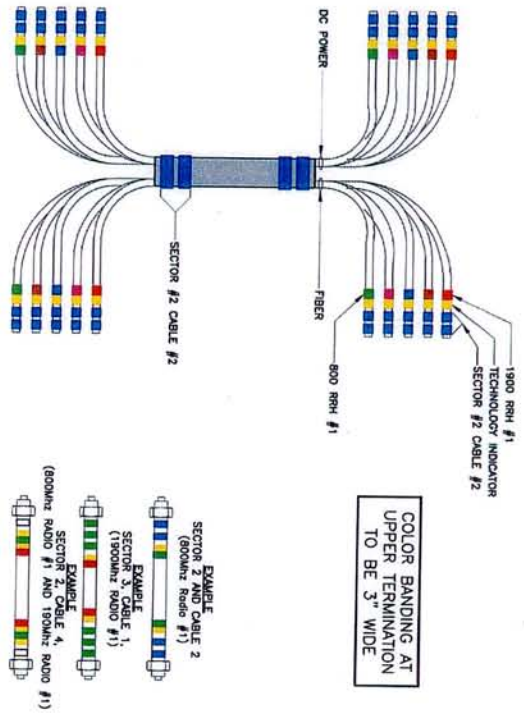 DC POWER
FIBER
SECTOR #2 CABLE #2
1900 RRH #1
TECHNOLOGY INDICATOR
SECTOR #2 CABLE #2
800 RRH #1
COLOR BANDING AT
UPPER TERMINATION
TO BE 3" WIDE
EXAMPLE
SECTOR 2 AND CABLE 2
(800Mhz Radio #1)
EXAMPLE
SECTOR 3, CABLE 1,
(1900Mhz RADIO #1)
EXAMPLE
SECTOR 2, CABLE 4,
(800Mhz RADIO #1 AND 190Mhz RADIO #1)